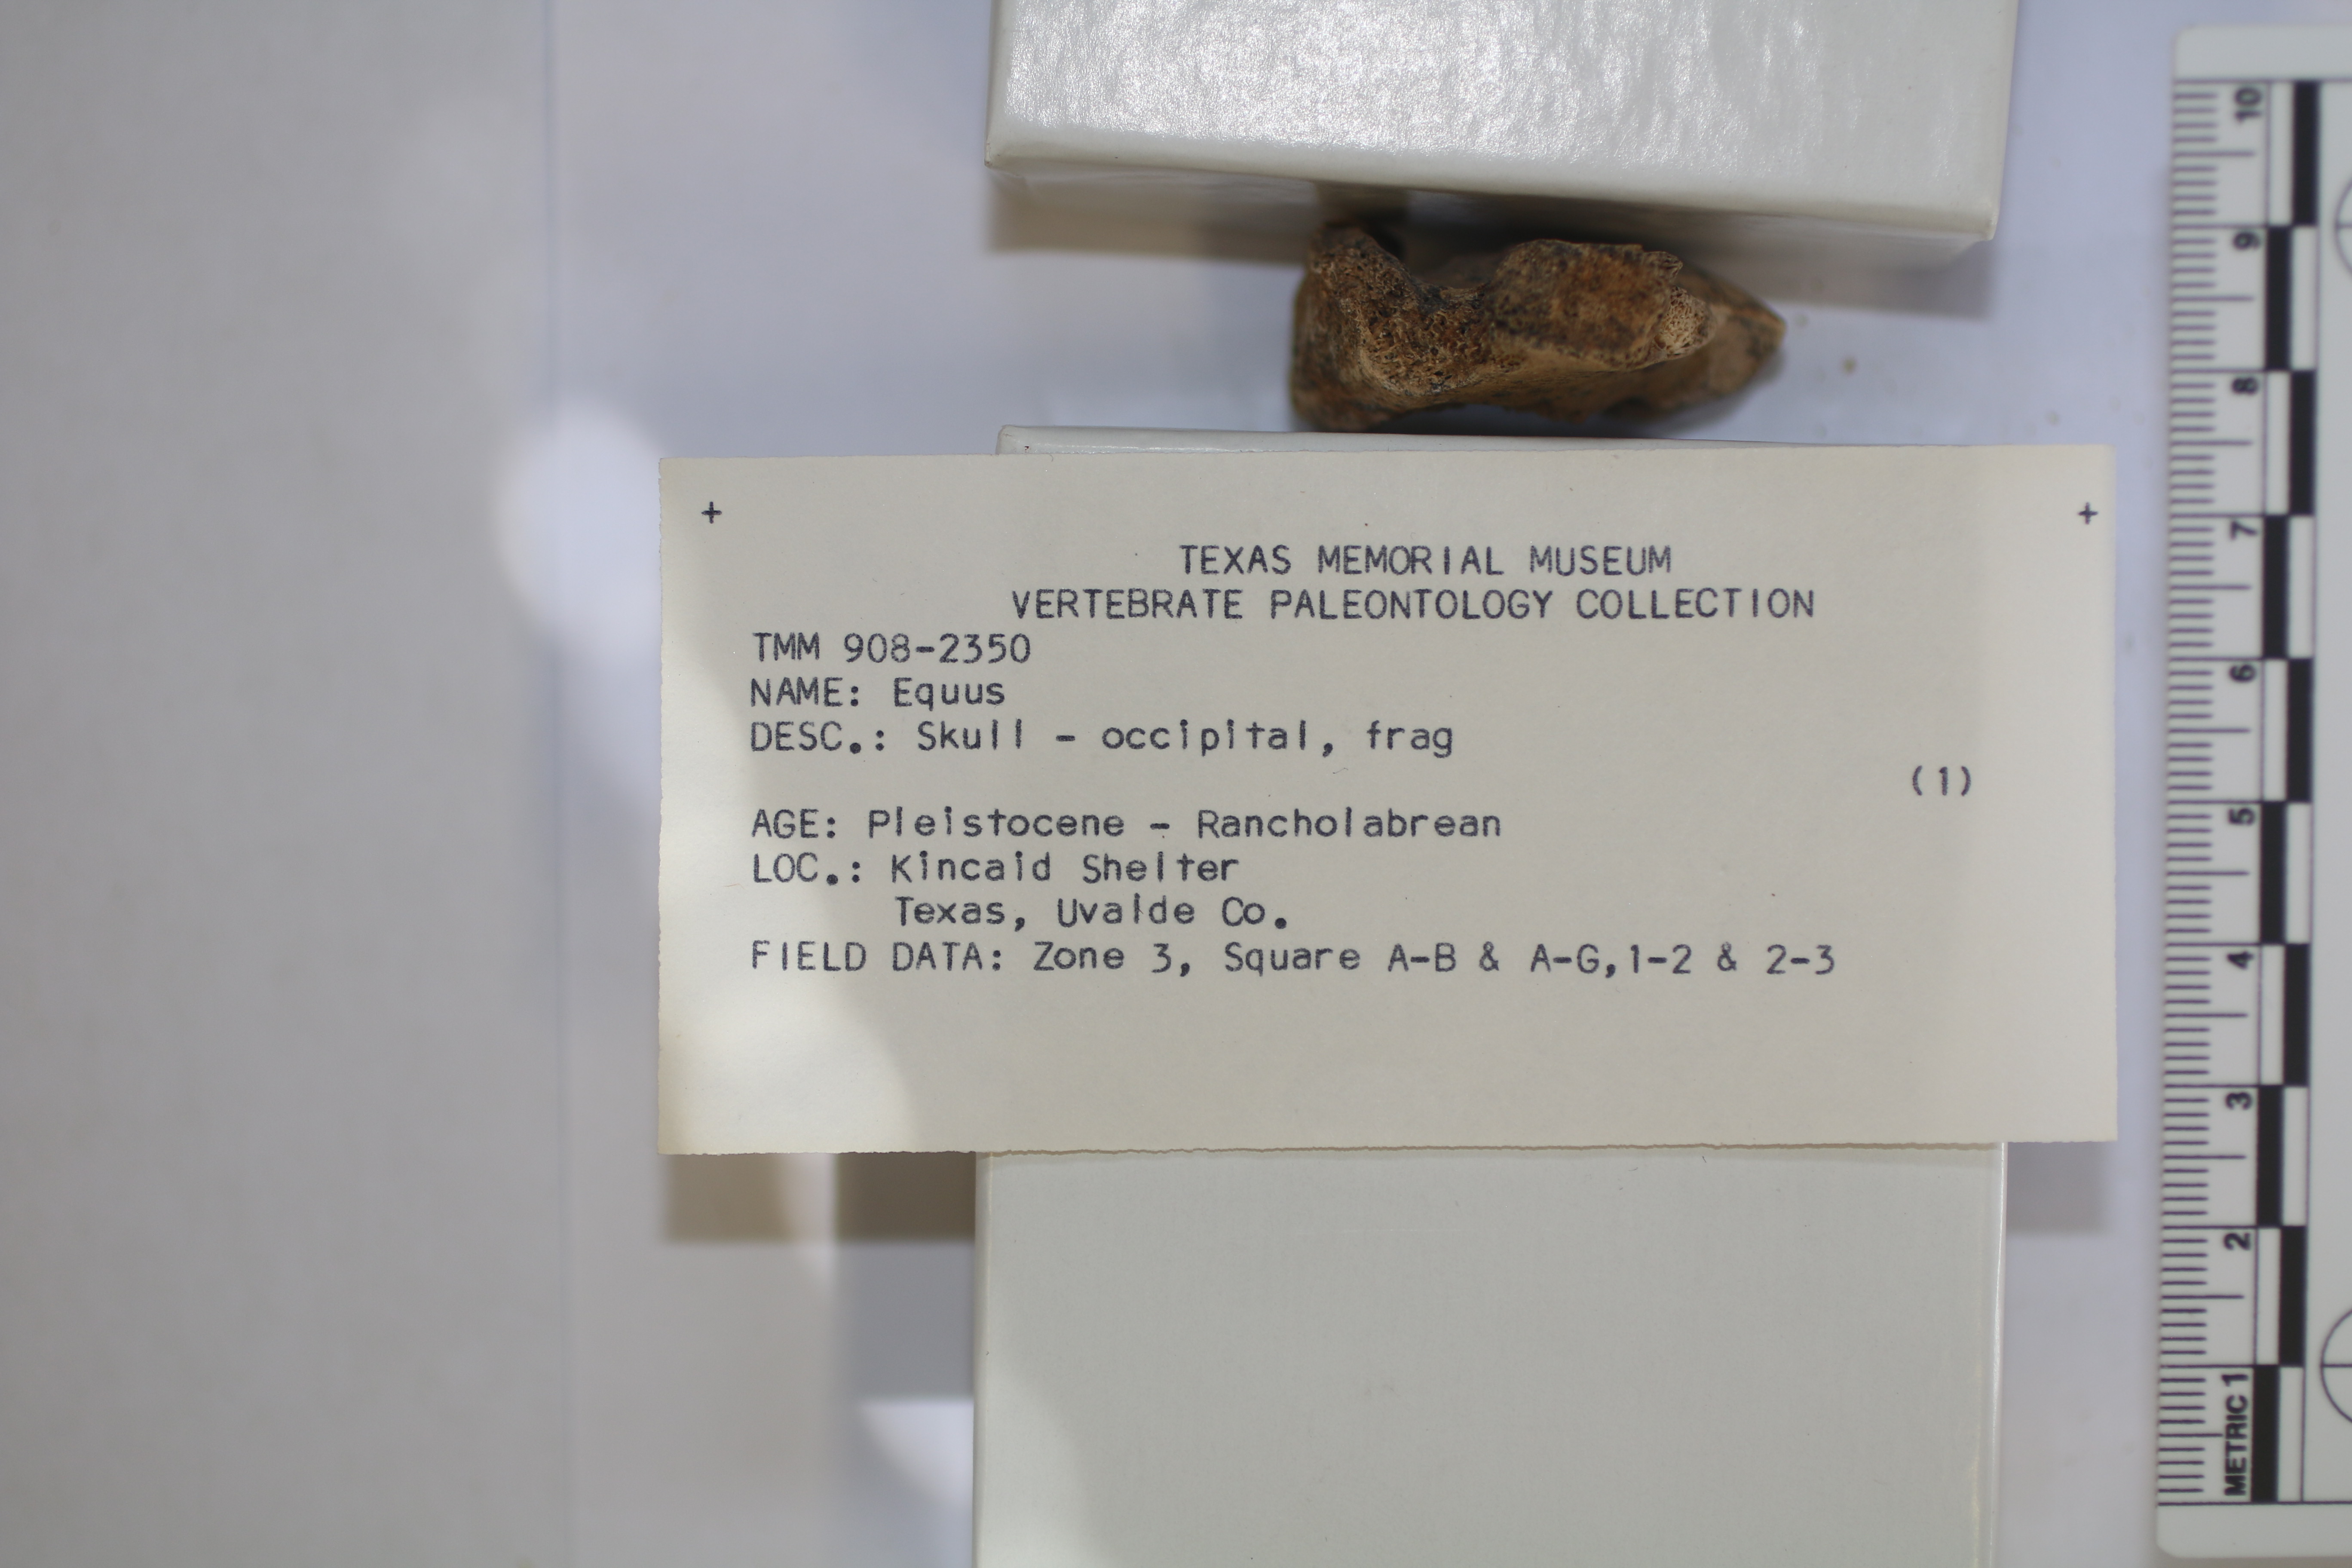 + +
TEXAS MEMORIAL MUSEUM
VERTEBRATE PALEONTOLOGY COLLECTION
TMM 908-2350
NAME: Equus
DESC.: Skull - occipital, frag
(1)
AGE: Pleistocene - Rancholabrean
LOC.: Kincaid Shelter
Texas, Uvalde Co.
FIELD DATA: Zone 3, Square A-B & A-G,1-2 & 2-3
METRIC 1 2 3 4 5 6 7 8 9 10